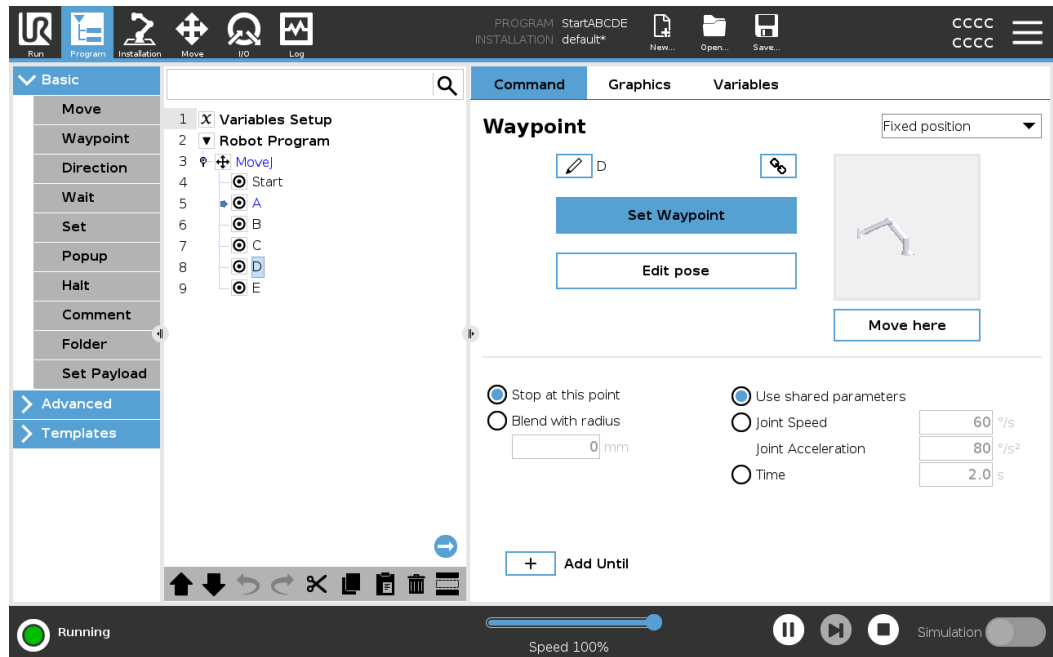 UR
PROGRAM StartABCDE
INSTALLATION default*
CCCC
CCCC
Run Program Installation Move I/O Log New... Open... Save...
Basic
Move
Waypoint
Direction
Wait
Set
Popup
Halt
Comment
Folder
Set Payload
Advanced
Templates
1 X Variables Setup
2 Robot Program
3 MoveJ
4 Start
5 A
6 B
7 C
8 D
9 E
Command Graphics Variables
Waypoint
Fixed position
D
Set Waypoint
Edit pose
Move here
Stop at this point
Blend with radius
0 mm
Use shared parameters
Joint Speed 60 °/s
Joint Acceleration 80 °/s²
Time 2.0 s
+ Add Until
Running
Speed 100%
Simulation